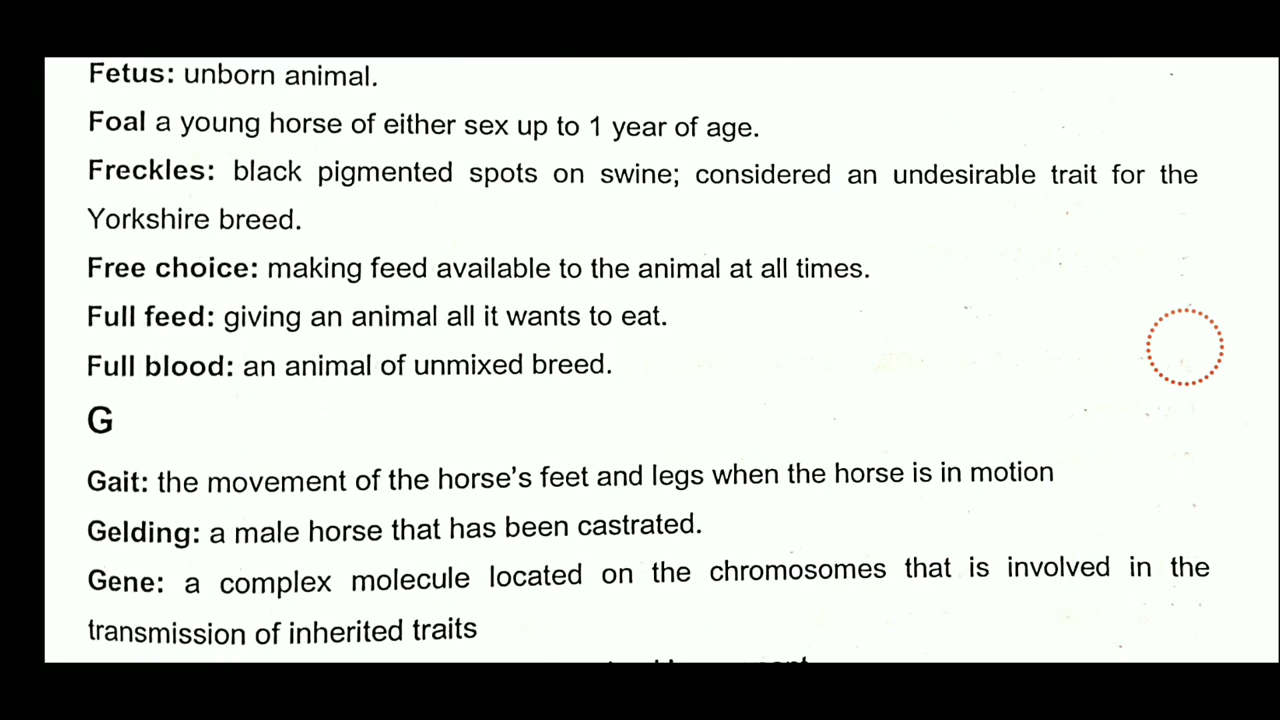 Fetus: unborn animal.
Foal a young horse of either sex up to 1 year of age.
Freckles: black pigmented spots on swine; considered an undesirable trait for the
Yorkshire breed.
Free choice: making feed available to the animal at all times.
Full feed: giving an animal all it wants to eat.
Full blood: an animal of unmixed breed.
G
Gait: the movement of the horse's feet and legs when the horse is in motion
Gelding: a male horse that has been castrated.
Gene: a complex molecule located on the chromosomes that is involved in the
transmission of inherited traits